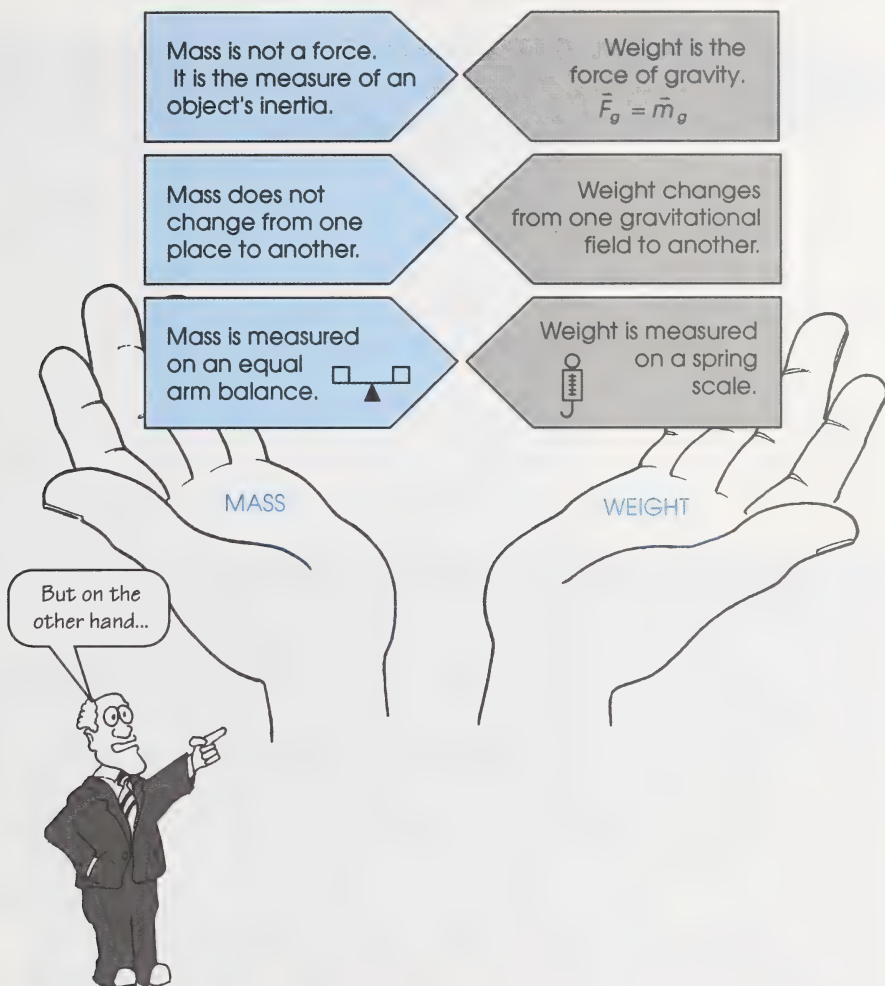 Mass is not a force.
It is the measure of an
object's inertia.
Weight is the
force of gravity.
F⃗_g = m⃗_g
Mass does not
change from one
place to another.
Weight changes
from one gravitational
field to another.
Mass is measured
on an equal
arm balance.
Weight is measured
on a spring
scale.
MASS
WEIGHT
But on the
other hand...